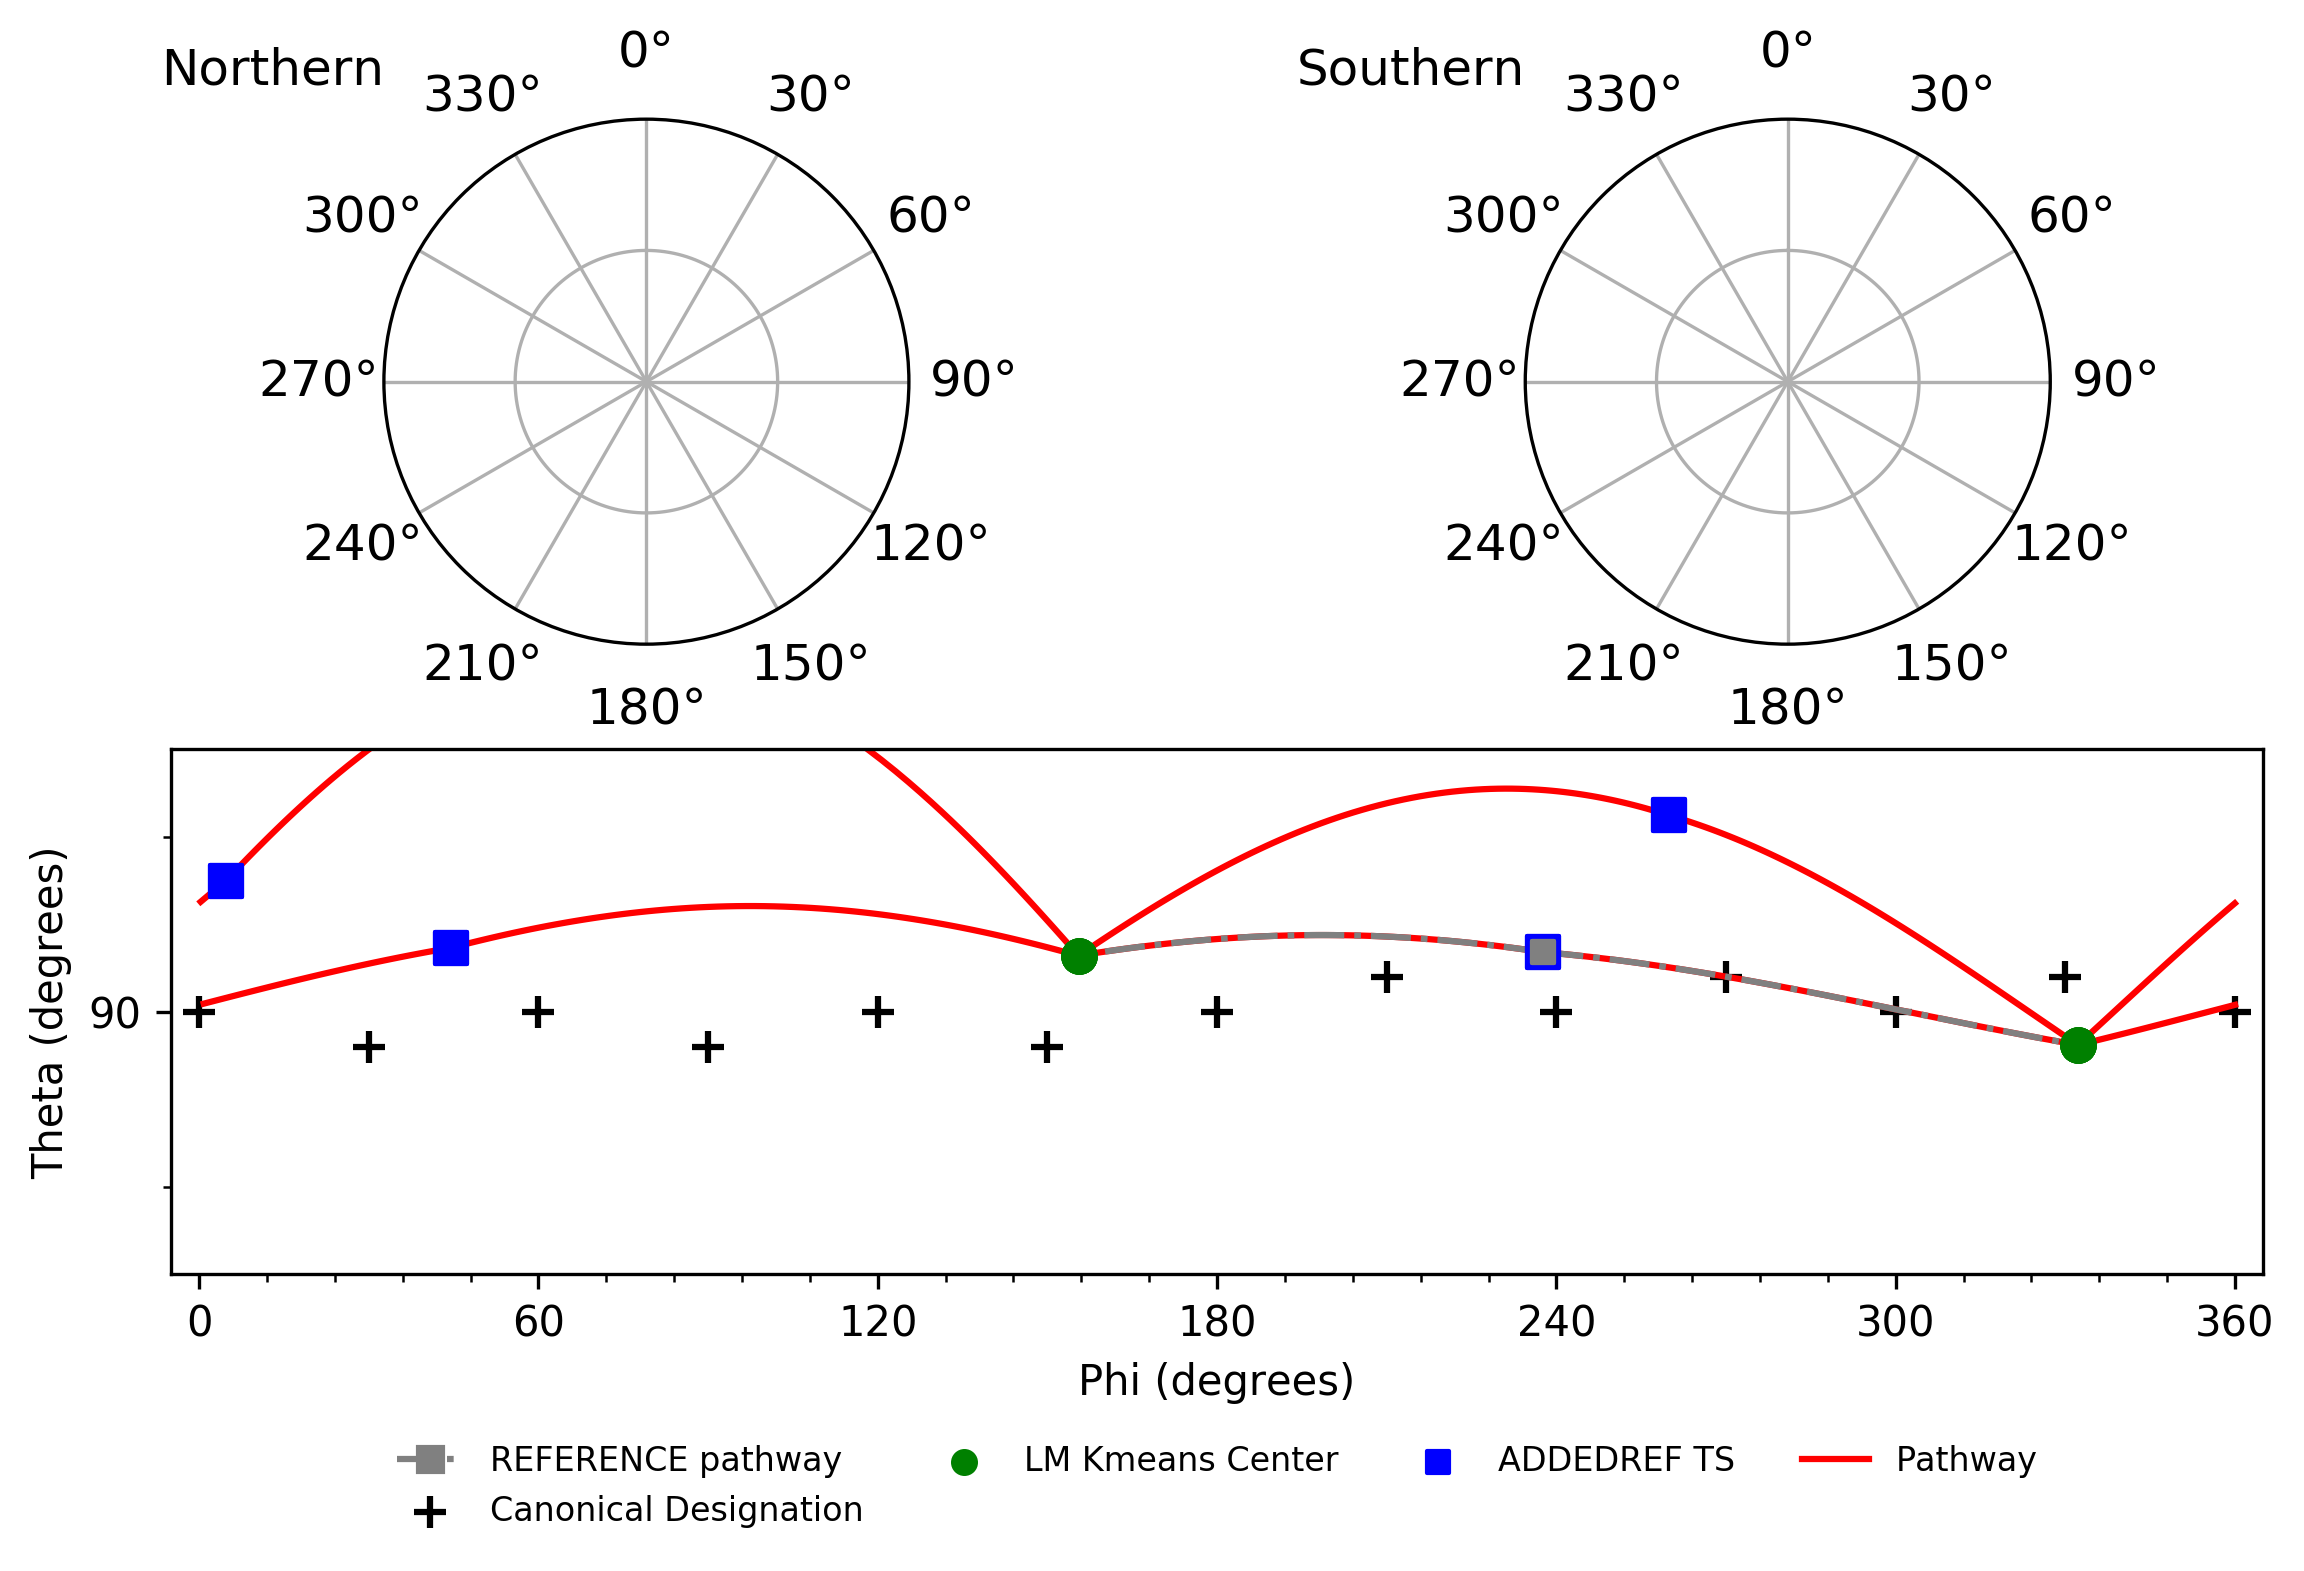 Northern
0°
330°
30°
300°
60°
270°
90°
240°
120°
210°
150°
180°
Southern
0°
330°
30°
300°
60°
270°
90°
240°
120°
210°
150°
180°
Theta (degrees)
90
0 60 120 180 240 300 360
Phi (degrees)
REFERENCE pathway
Canonical Designation
LM Kmeans Center
ADDEDREF TS
Pathway